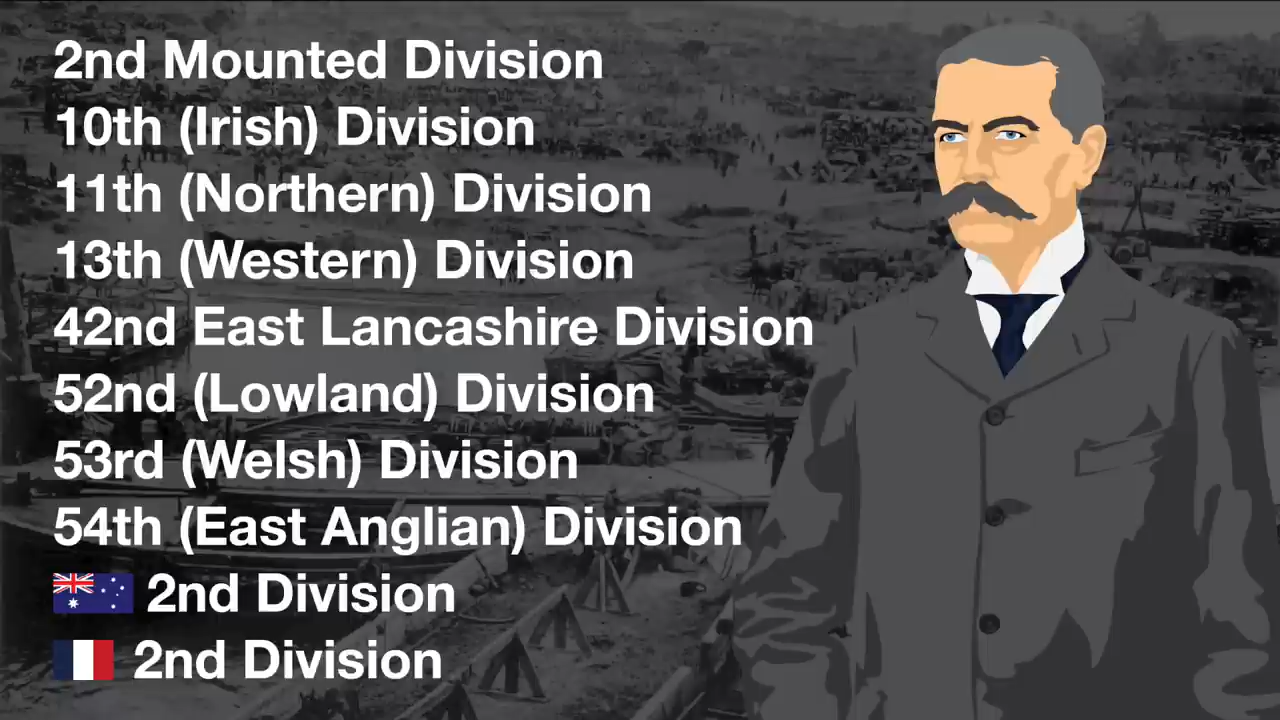 2nd Mounted Division
10th (Irish) Division
11th (Northern) Division
13th (Western) Division
42nd East Lancashire Division
52nd (Lowland) Division
53rd (Welsh) Division
54th (East Anglian) Division
2nd Division
2nd Division